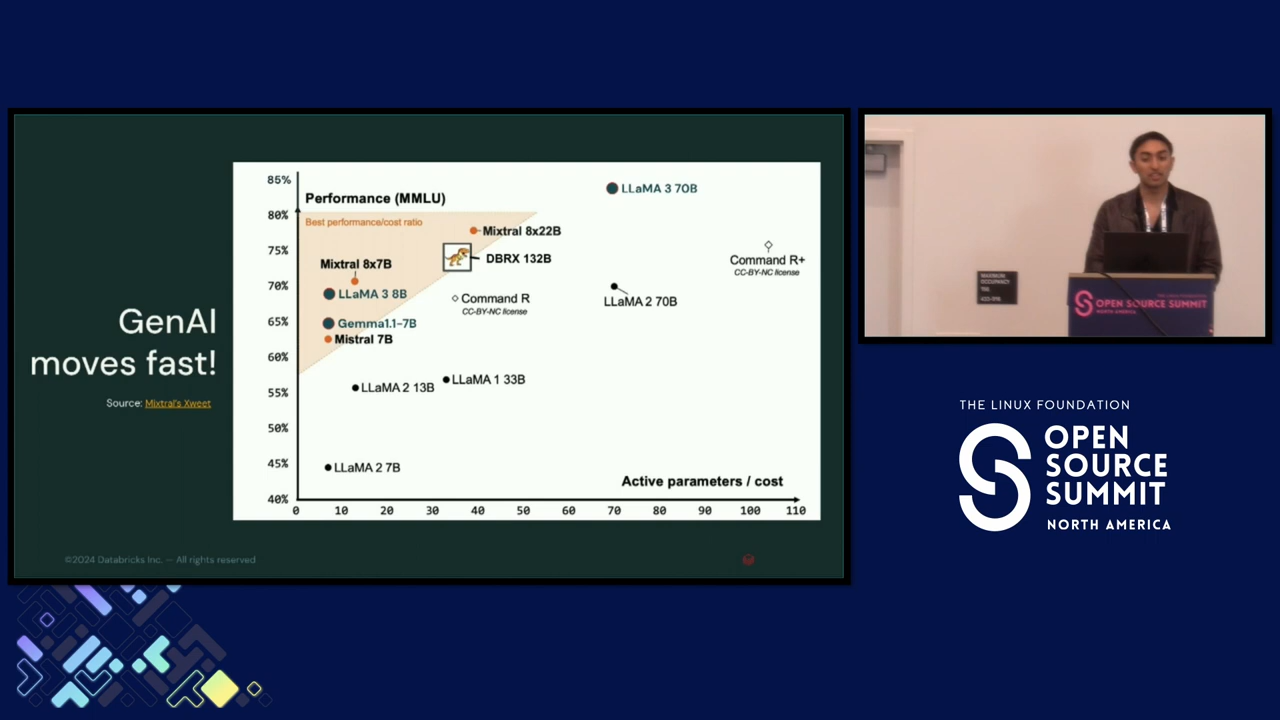 GenAI
moves fast!
Source: Mixtral's Xweet
85%
80%
75%
70%
65%
60%
55%
50%
45%
40%
Performance (MMLU)
Best performance/cost ratio
LLaMA 3 70B
Mixtral 8x22B
DBRX 132B
Command R+
CC-BY-NC license
Mixtral 8x7B
LLaMA 3 8B
Command R
CC-BY-NC license
LLaMA 2 70B
Gemma1.1-7B
Mistral 7B
LLaMA 2 13B
LLaMA 1 33B
LLaMA 2 7B
Active parameters / cost
0 10 20 30 40 50 60 70 80 90 100 110
©2024 Databricks Inc. — All rights reserved
MAXIMUM
OCCUPANCY
OPEN SOURCE SUMMIT
NORTH AMERICA
THE LINUX FOUNDATION
OPEN
SOURCE
SUMMIT
NORTH AMERICA